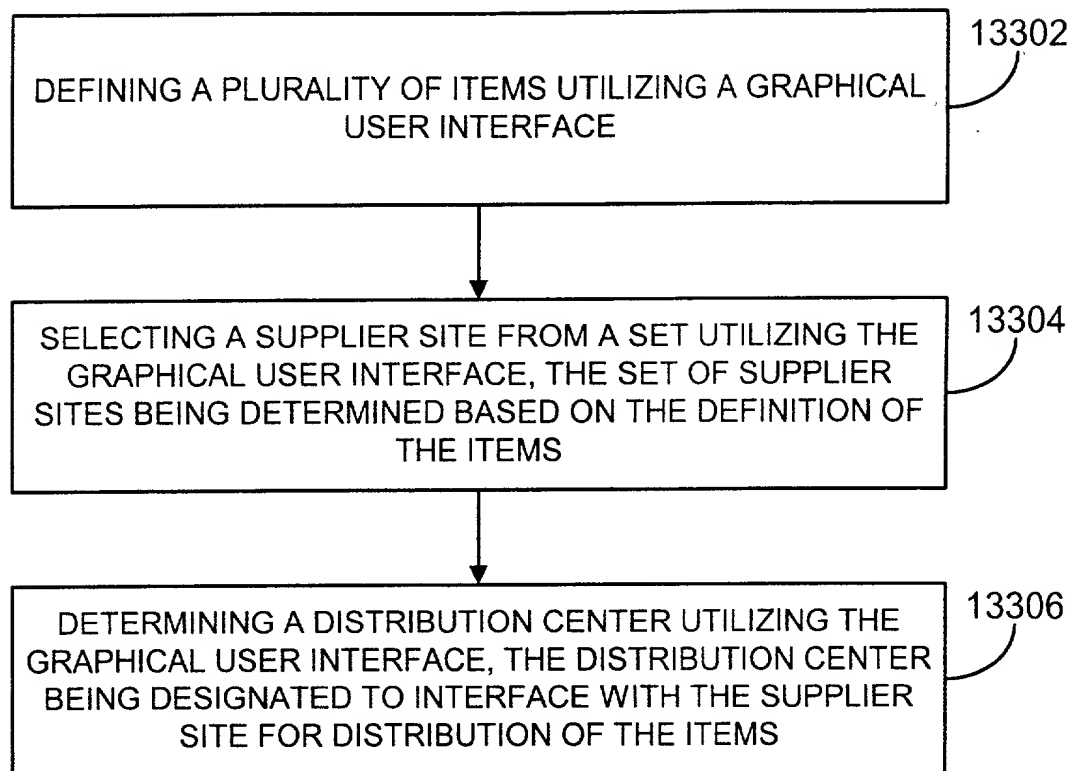 13302
DEFINING A PLURALITY OF ITEMS UTILIZING A GRAPHICAL
USER INTERFACE
13304
SELECTING A SUPPLIER SITE FROM A SET UTILIZING THE
GRAPHICAL USER INTERFACE, THE SET OF SUPPLIER
SITES BEING DETERMINED BASED ON THE DEFINITION OF
THE ITEMS
13306
DETERMINING A DISTRIBUTION CENTER UTILIZING THE
GRAPHICAL USER INTERFACE, THE DISTRIBUTION CENTER
BEING DESIGNATED TO INTERFACE WITH THE SUPPLIER
SITE FOR DISTRIBUTION OF THE ITEMS